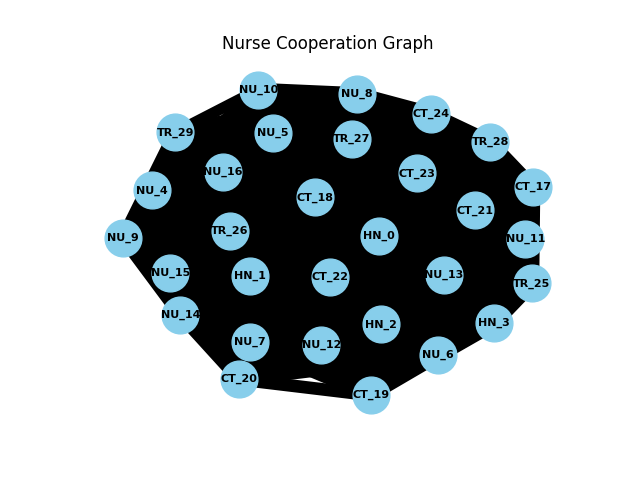 Nurse Cooperation Graph
NU_10
NU_8
CT_24
TR_29
NU_5
TR_27
TR_28
NU_16
CT_23
CT_17
NU_4
CT_18
CT_21
NU_9
TR_26
HN_0
NU_11
NU_15
HN_1
CT_22
NU_13
TR_25
NU_14
HN_2
HN_3
NU_7
NU_12
NU_6
CT_20
CT_19